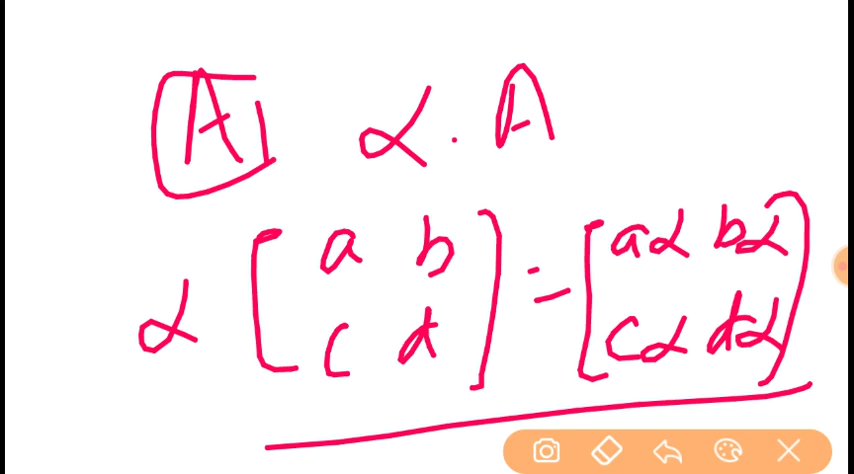 A α . A
α [ a b ] = [ aα bα ]
[ c d ] [ cα dα ]